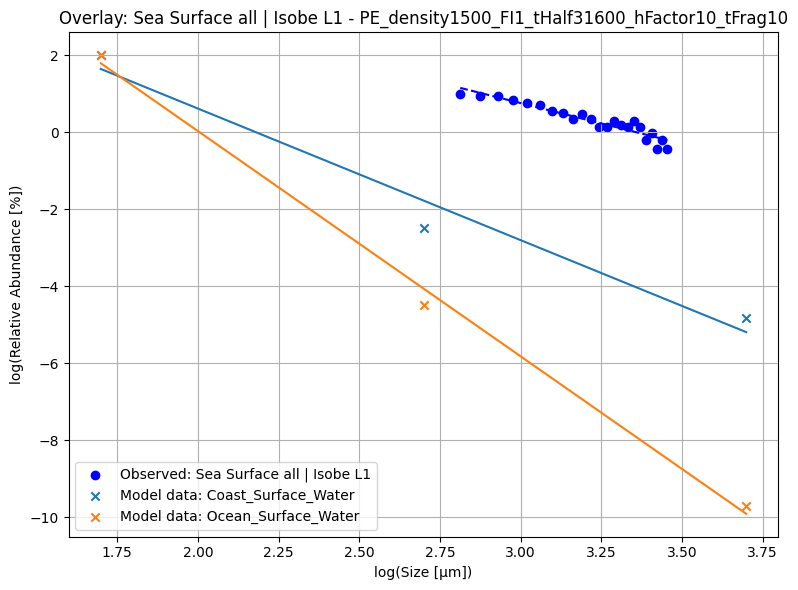 Overlay: Sea Surface all | Isobe L1 - PE_density1500_FI1_tHalf31600_hFactor10_tFrag10
log(Relative Abundance [%])
2
0
−2
−4
−6
−8
−10
Observed: Sea Surface all | Isobe L1
Model data: Coast_Surface_Water
Model data: Ocean_Surface_Water
1.75 2.00 2.25 2.50 2.75 3.00 3.25 3.50 3.75
log(Size [µm])